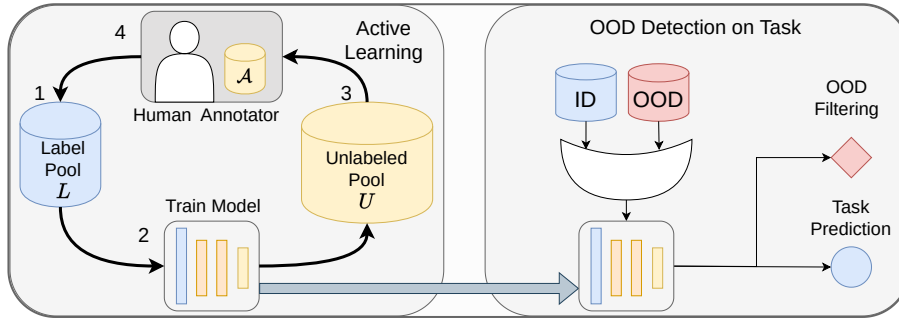 4
Active
Learning
𝒜
1
3
Human Annotator
Label
Pool
L
Unlabeled
Pool
U
2
Train Model
OOD Detection on Task
ID
OOD
OOD
Filtering
Task
Prediction